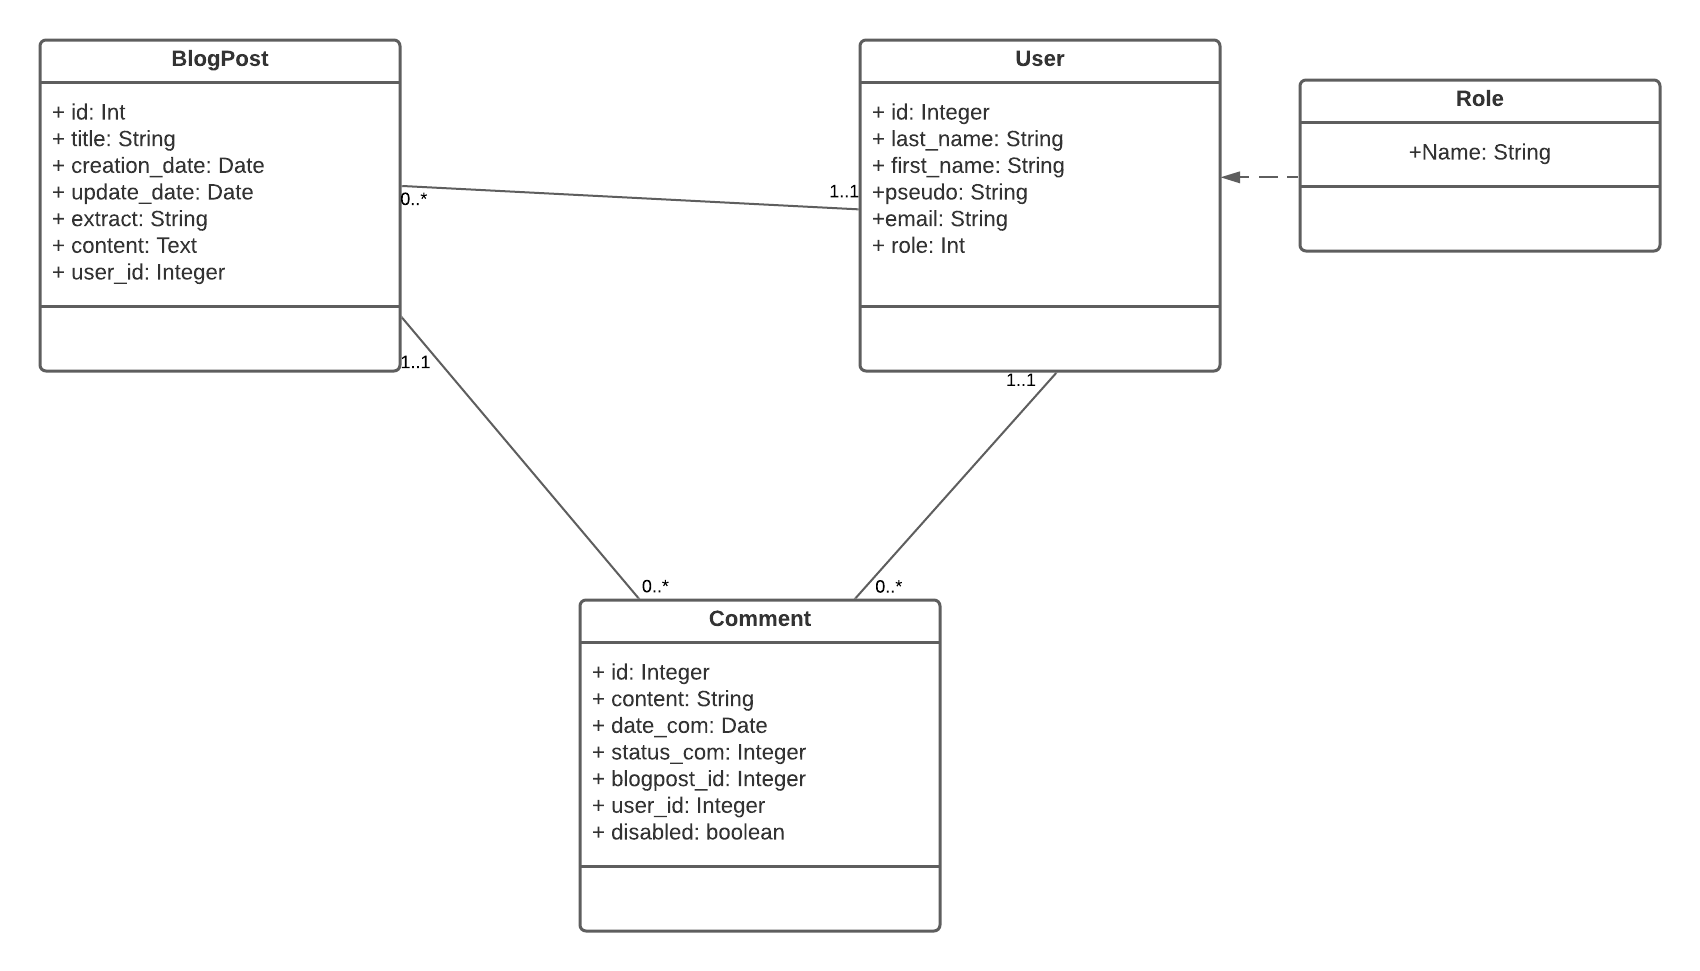 BlogPost
+ id: Int
+ title: String
+ creation_date: Date
+ update_date: Date
+ extract: String
+ content: Text
+ user_id: Integer
0..*
1..1
User
+ id: Integer
+ last_name: String
+ first_name: String
+pseudo: String
+email: String
+ role: Int
Role
+Name: String
1..1
1..1
0..*
0..*
Comment
+ id: Integer
+ content: String
+ date_com: Date
+ status_com: Integer
+ blogpost_id: Integer
+ user_id: Integer
+ disabled: boolean